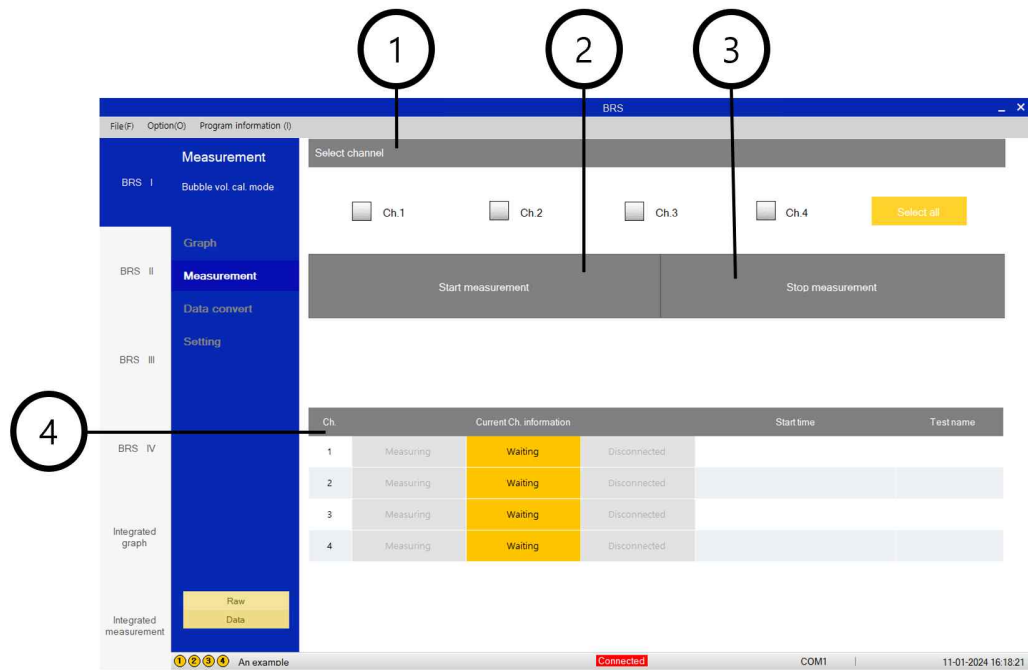 1 2 3
BRS
File(F) Option(O) Program information (I)
Measurement
Select channel
BRS I
Bubble vol. cal. mode
Ch.1 Ch.2 Ch.3 Ch.4 Select all
Graph
BRS II
Measurement
Start measurement Stop measurement
Data convert
Setting
BRS III
4
Ch. Current Ch. information Start time Test name
BRS IV
1 Measuring Waiting Disconnected
2 Measuring Waiting Disconnected
3 Measuring Waiting Disconnected
4 Measuring Waiting Disconnected
Integrated
graph
Raw
Data
Integrated
measurement
1 2 3 4 An example Connected COM1 11-01-2024 16:18:21